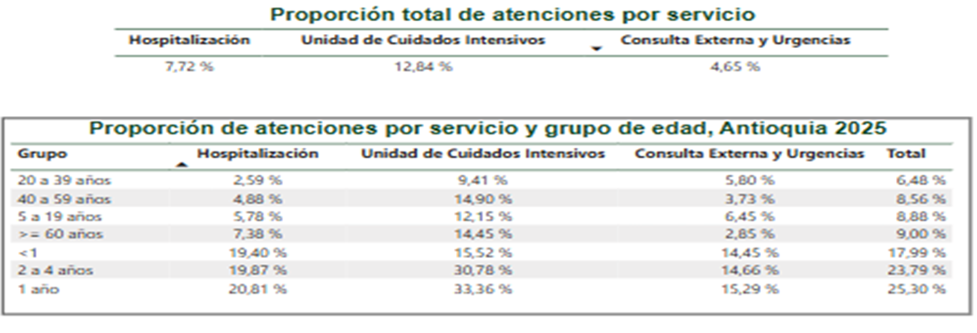 Proporción total de atenciones por servicio
Hospitalización Unidad de Cuidados Intensivos Consulta Externa y Urgencias
7,72 % 12,84 % 4,65 %
Proporción de atenciones por servicio y grupo de edad, Antioquia 2025
Grupo Hospitalización Unidad de Cuidados Intensivos Consulta Externa y Urgencias Total
20 a 39 años 2,59 % 9,41 % 5,80 % 6,48 %
40 a 59 años 4,88 % 14,90 % 3,73 % 8,56 %
5 a 19 años 5,78 % 12,15 % 6,45 % 8,88 %
>= 60 años 7,38 % 14,45 % 2,85 % 9,00 %
<1 19,40 % 15,52 % 14,45 % 17,99 %
2 a 4 años 19,87 % 30,78 % 14,66 % 23,79 %
1 año 20,81 % 33,36 % 15,29 % 25,30 %